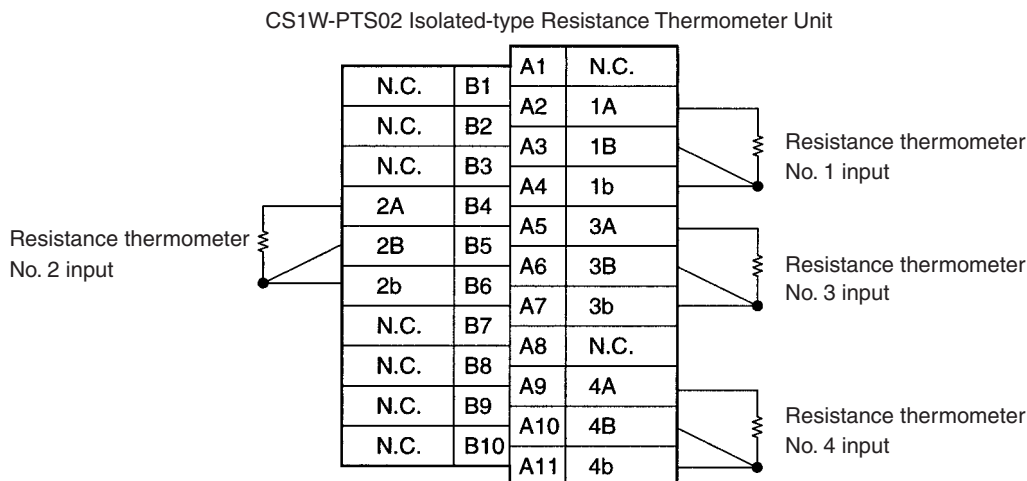 CS1W-PTS02 Isolated-type Resistance Thermometer Unit
A1 N.C.
N.C. B1
A2 1A
N.C. B2
A3 1B
Resistance thermometer
No. 1 input
N.C. B3
A4 1b
2A B4
A5 3A
Resistance thermometer
No. 2 input
2B B5
A6 3B
Resistance thermometer
No. 3 input
2b B6
A7 3b
N.C. B7
A8 N.C.
N.C. B8
A9 4A
N.C. B9
A10 4B
Resistance thermometer
No. 4 input
N.C. B10
A11 4b